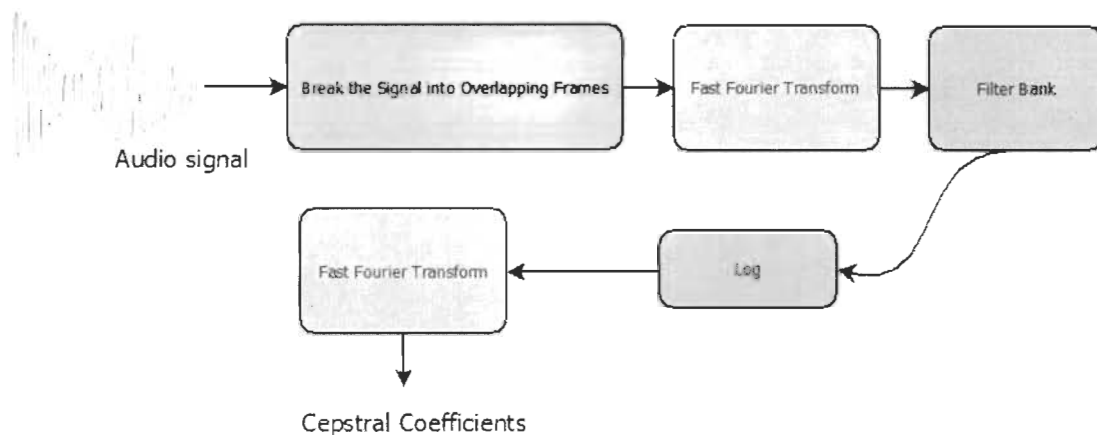 Audio signal
Break the Signal into Overlapping Frames
Fast Fourier Transform
Filter Bank
Log
Fast Fourier Transform
Cepstral Coefficients